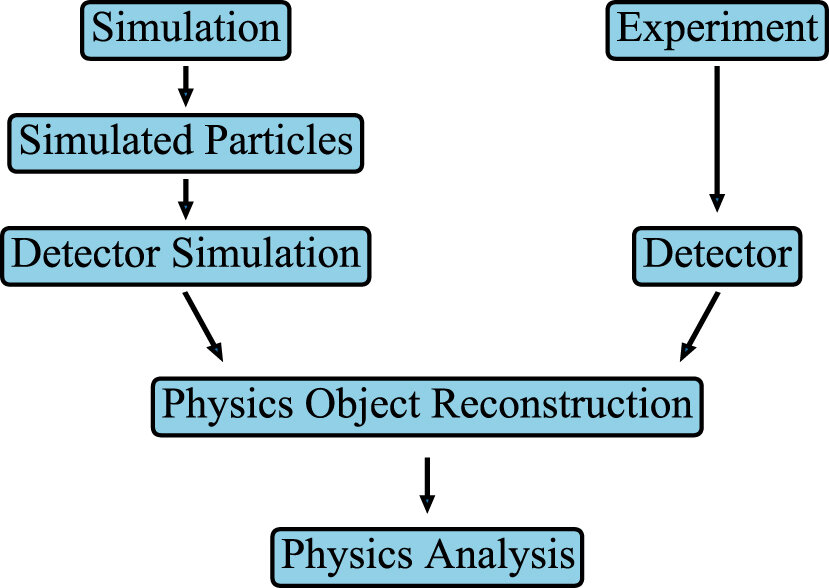 Simulation
Experiment
Simulated Particles
Detector Simulation
Detector
Physics Object Reconstruction
Physics Analysis